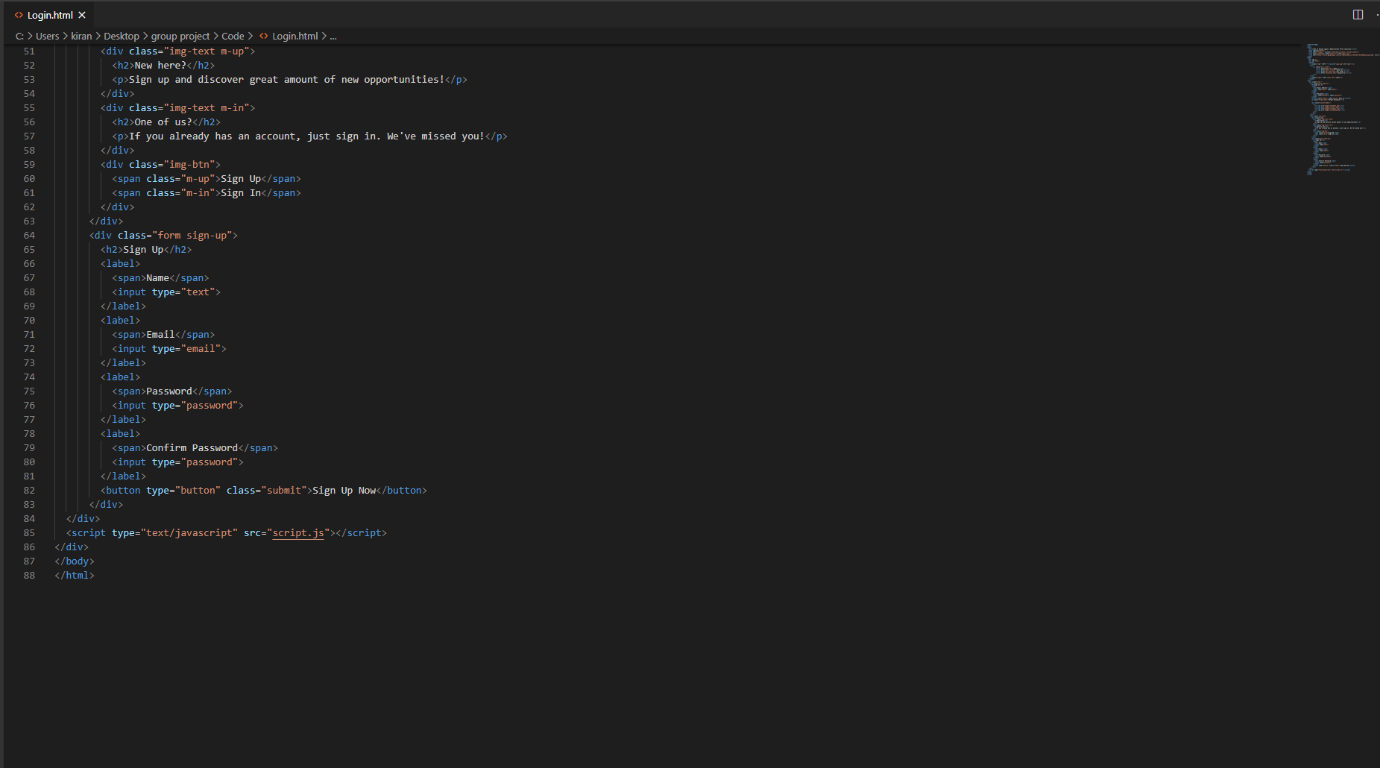 Login.html
C: > Users > kiran > Desktop > group project > Code > Login.html > ...
51 <div class="img-text m-up">
52 <h2>New here?</h2>
53 <p>Sign up and discover great amount of new opportunities!</p>
54 </div>
55 <div class="img-text m-in">
56 <h2>One of us?</h2>
57 <p>If you already has an account, just sign in. We've missed you!</p>
58 </div>
59 <div class="img-btn">
60 <span class="m-up">Sign Up</span>
61 <span class="m-in">Sign In</span>
62 </div>
63 </div>
64 <div class="form sign-up">
65 <h2>Sign Up</h2>
66 <label>
67 <span>Name</span>
68 <input type="text">
69 </label>
70 <label>
71 <span>Email</span>
72 <input type="email">
73 </label>
74 <label>
75 <span>Password</span>
76 <input type="password">
77 </label>
78 <label>
79 <span>Confirm Password</span>
80 <input type="password">
81 </label>
82 <button type="button" class="submit">Sign Up Now</button>
83 </div>
84 </div>
85 <script type="text/javascript" src="script.js"></script>
86 </div>
87 </body>
88 </html>